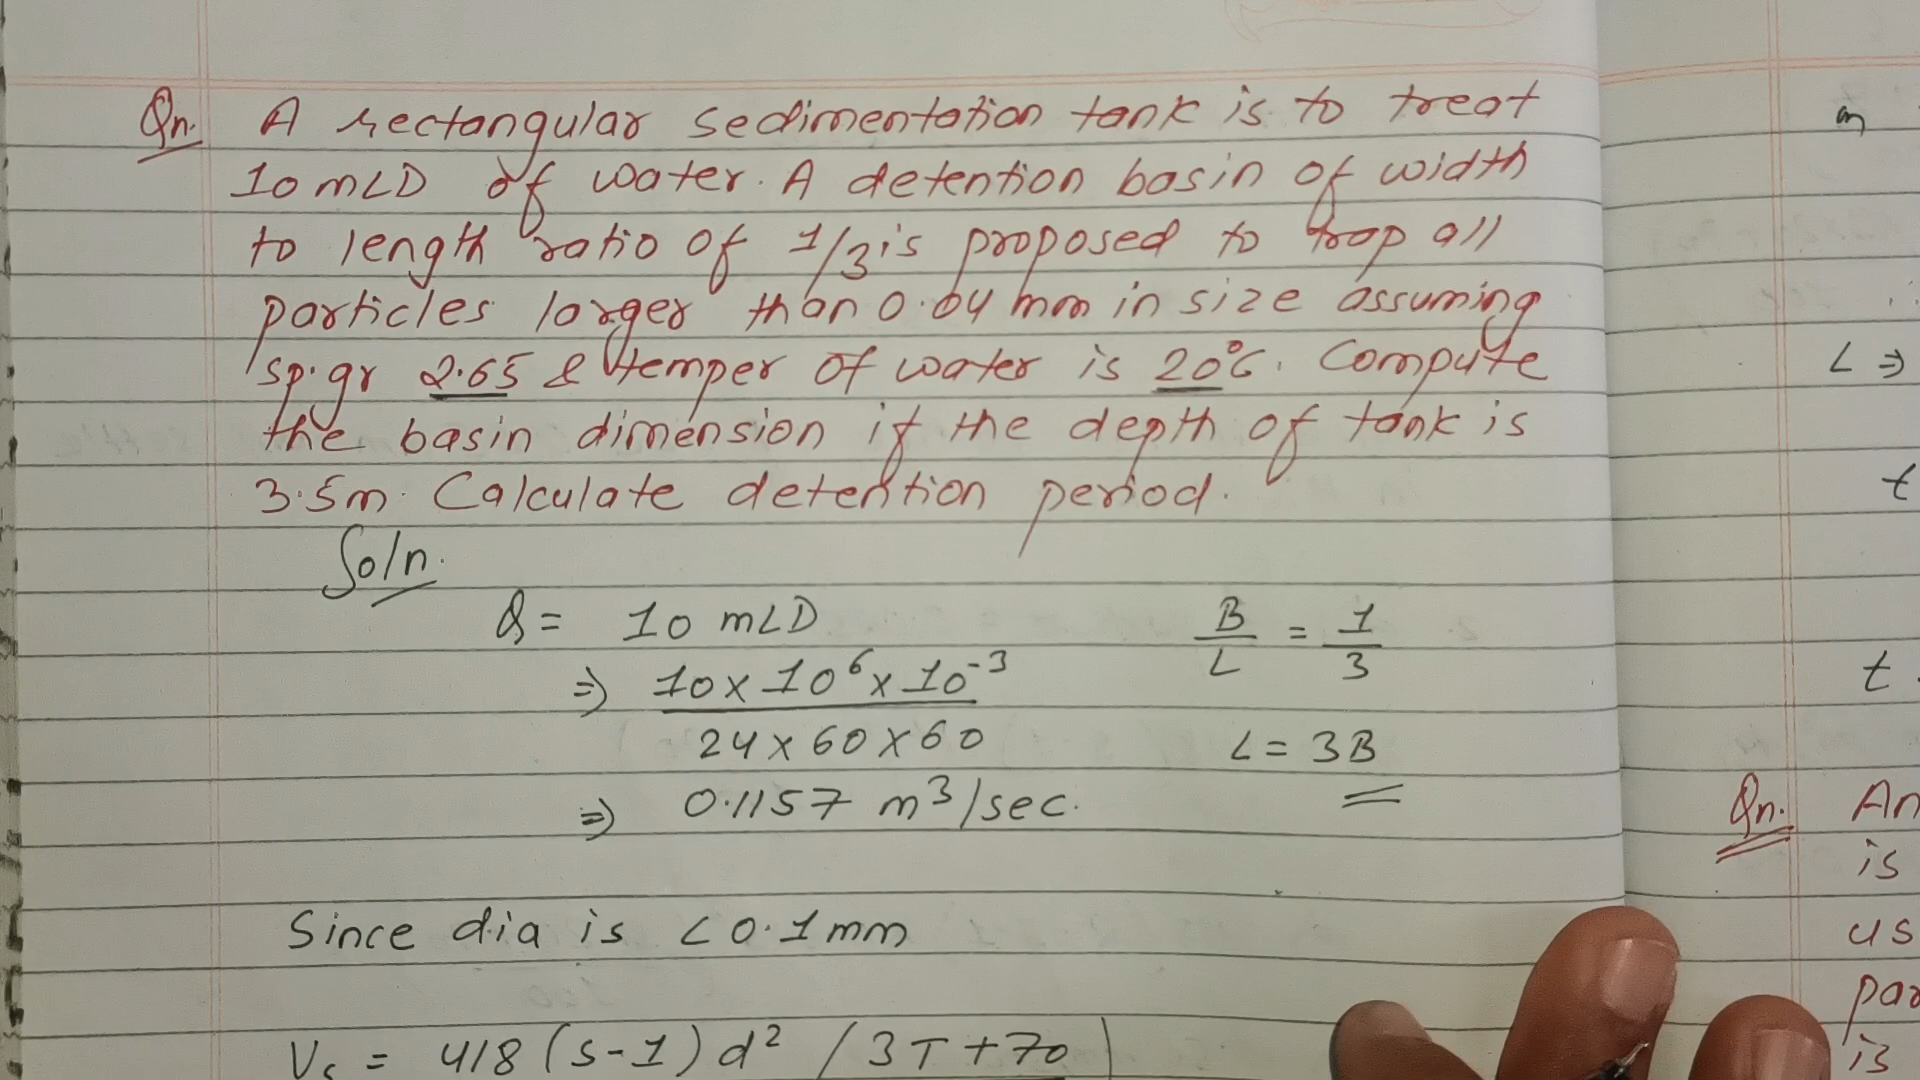 Qn. A rectangular sedimentation tank is to treat
10 MLD of water. A detention basin of width
to length ratio of 1/3 is proposed to trap all
particles larger than 0.04 mm in size assuming
sp.gr 2.65 & temper of water is 20°C. Compute
the basin dimension if the depth of tank is
3.5m. Calculate detention period.
Soln.
Q = 10 MLD
⇒ 10 x 10⁶ x 10⁻³
24 x 60 x 60
⇒ 0.1157 m³/sec.
B/L = 1/3
L = 3B
Since dia is < 0.1 mm
Vs = 418 (s-1) d² (3T + 70)
L ⇒
t
t
Qn. An
is
us
par
is